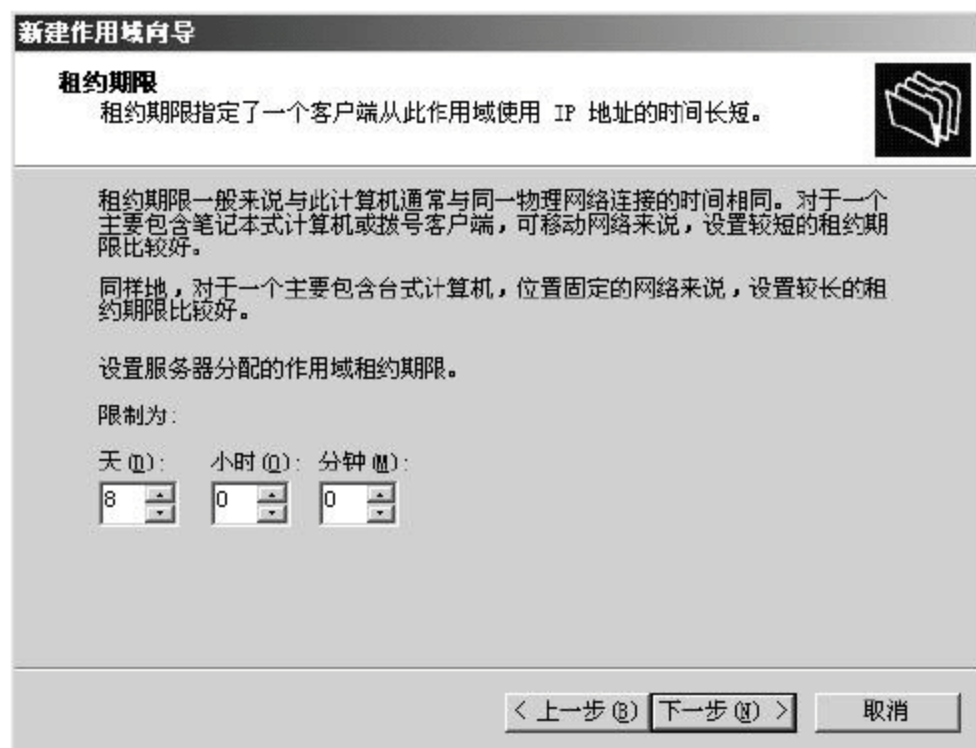 新建作用域向导
租约期限
租约期限指定了一个客户端从此作用域使用 IP 地址的时间长短。
租约期限一般来说与此计算机通常与同一物理网络连接的时间相同。对于一个
主要包含笔记本式计算机或拨号客户端，可移动网络来说，设置较短的租约期
限比较好。
同样地，对于一个主要包含台式计算机，位置固定的网络来说，设置较长的租
约期限比较好。
设置服务器分配的作用域租约期限。
限制为:
天(D): 小时(O): 分钟(M):
8 0 0
< 上一步(B) 下一步(N) > 取消